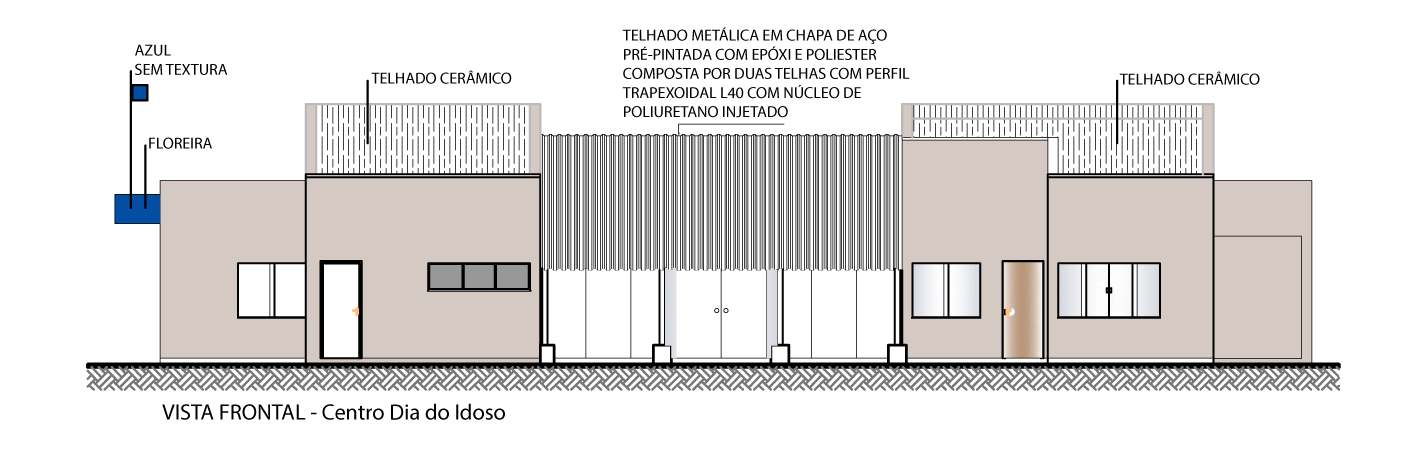 AZUL
SEM TEXTURA
FLOREIRA
TELHADO CERÂMICO
TELHADO METÁLICA EM CHAPA DE AÇO
PRÉ-PINTADA COM EPÓXI E POLIESTER
COMPOSTA POR DUAS TELHAS COM PERFIL
TRAPEXOIDAL L40 COM NÚCLEO DE
POLIURETANO INJETADO
TELHADO CERÂMICO
VISTA FRONTAL - Centro Dia do Idoso